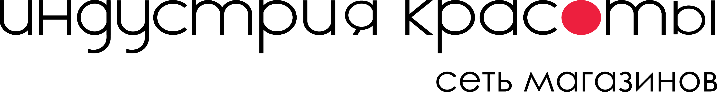 индустрия красоты
сеть магазинов